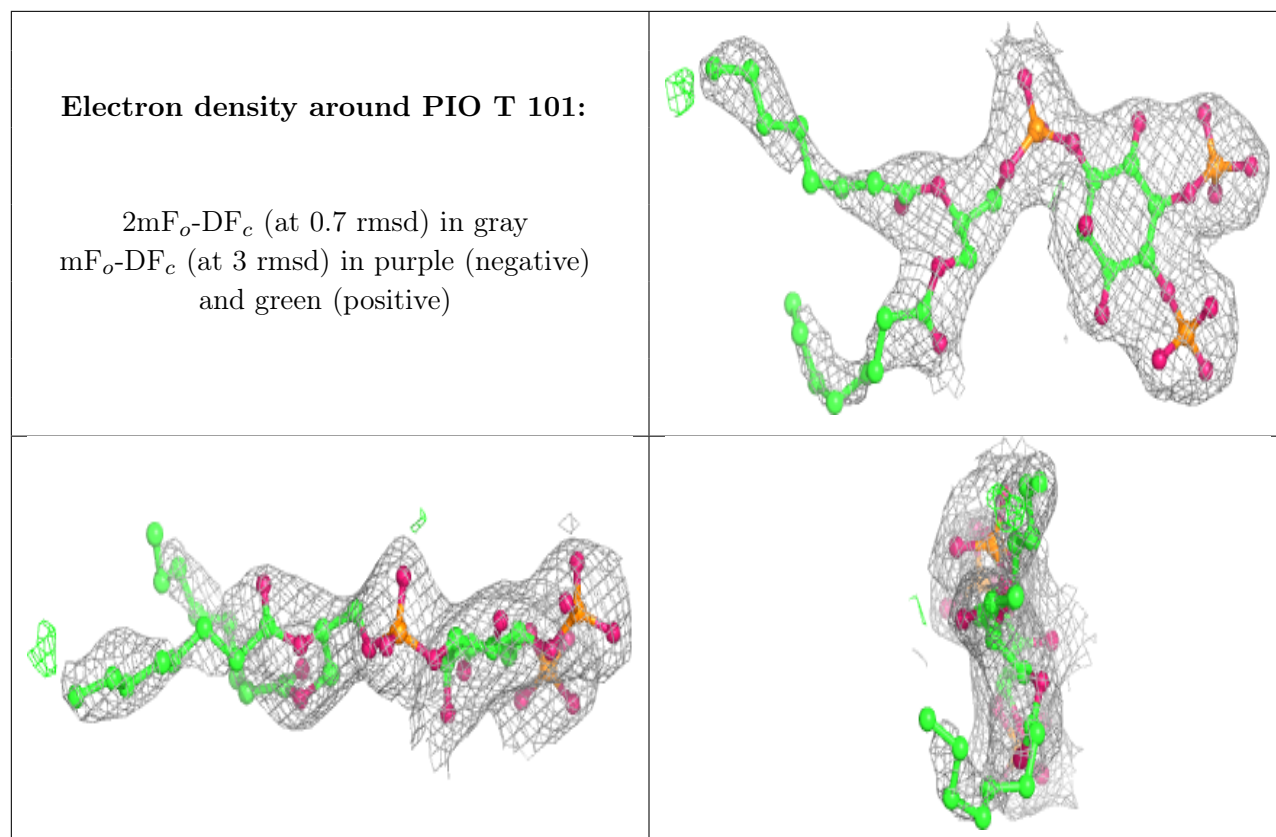 Electron density around PIO T 101:
2mFo-DFc (at 0.7 rmsd) in gray
mFo-DFc (at 3 rmsd) in purple (negative)
and green (positive)